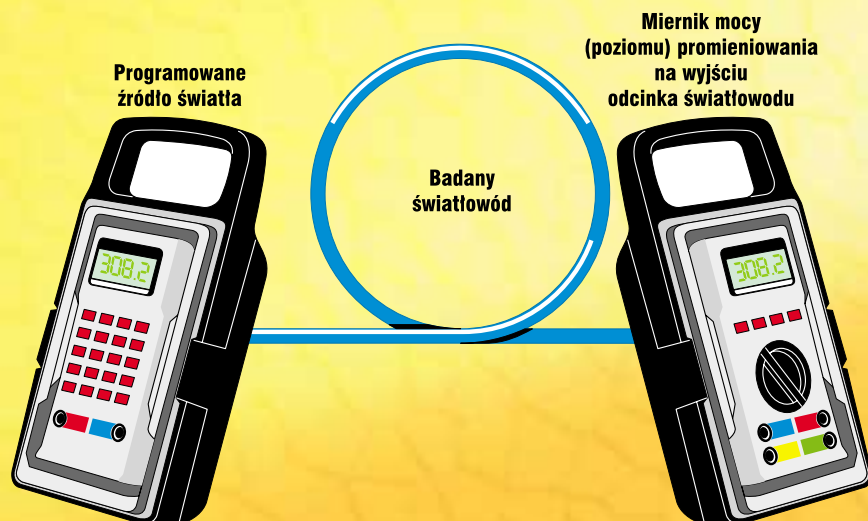 Programowane
źródło światła
Miernik mocy
(poziomu) promieniowania
na wyjściu
odcinka światłowodu
Badany
światłowód
308.2
308.2